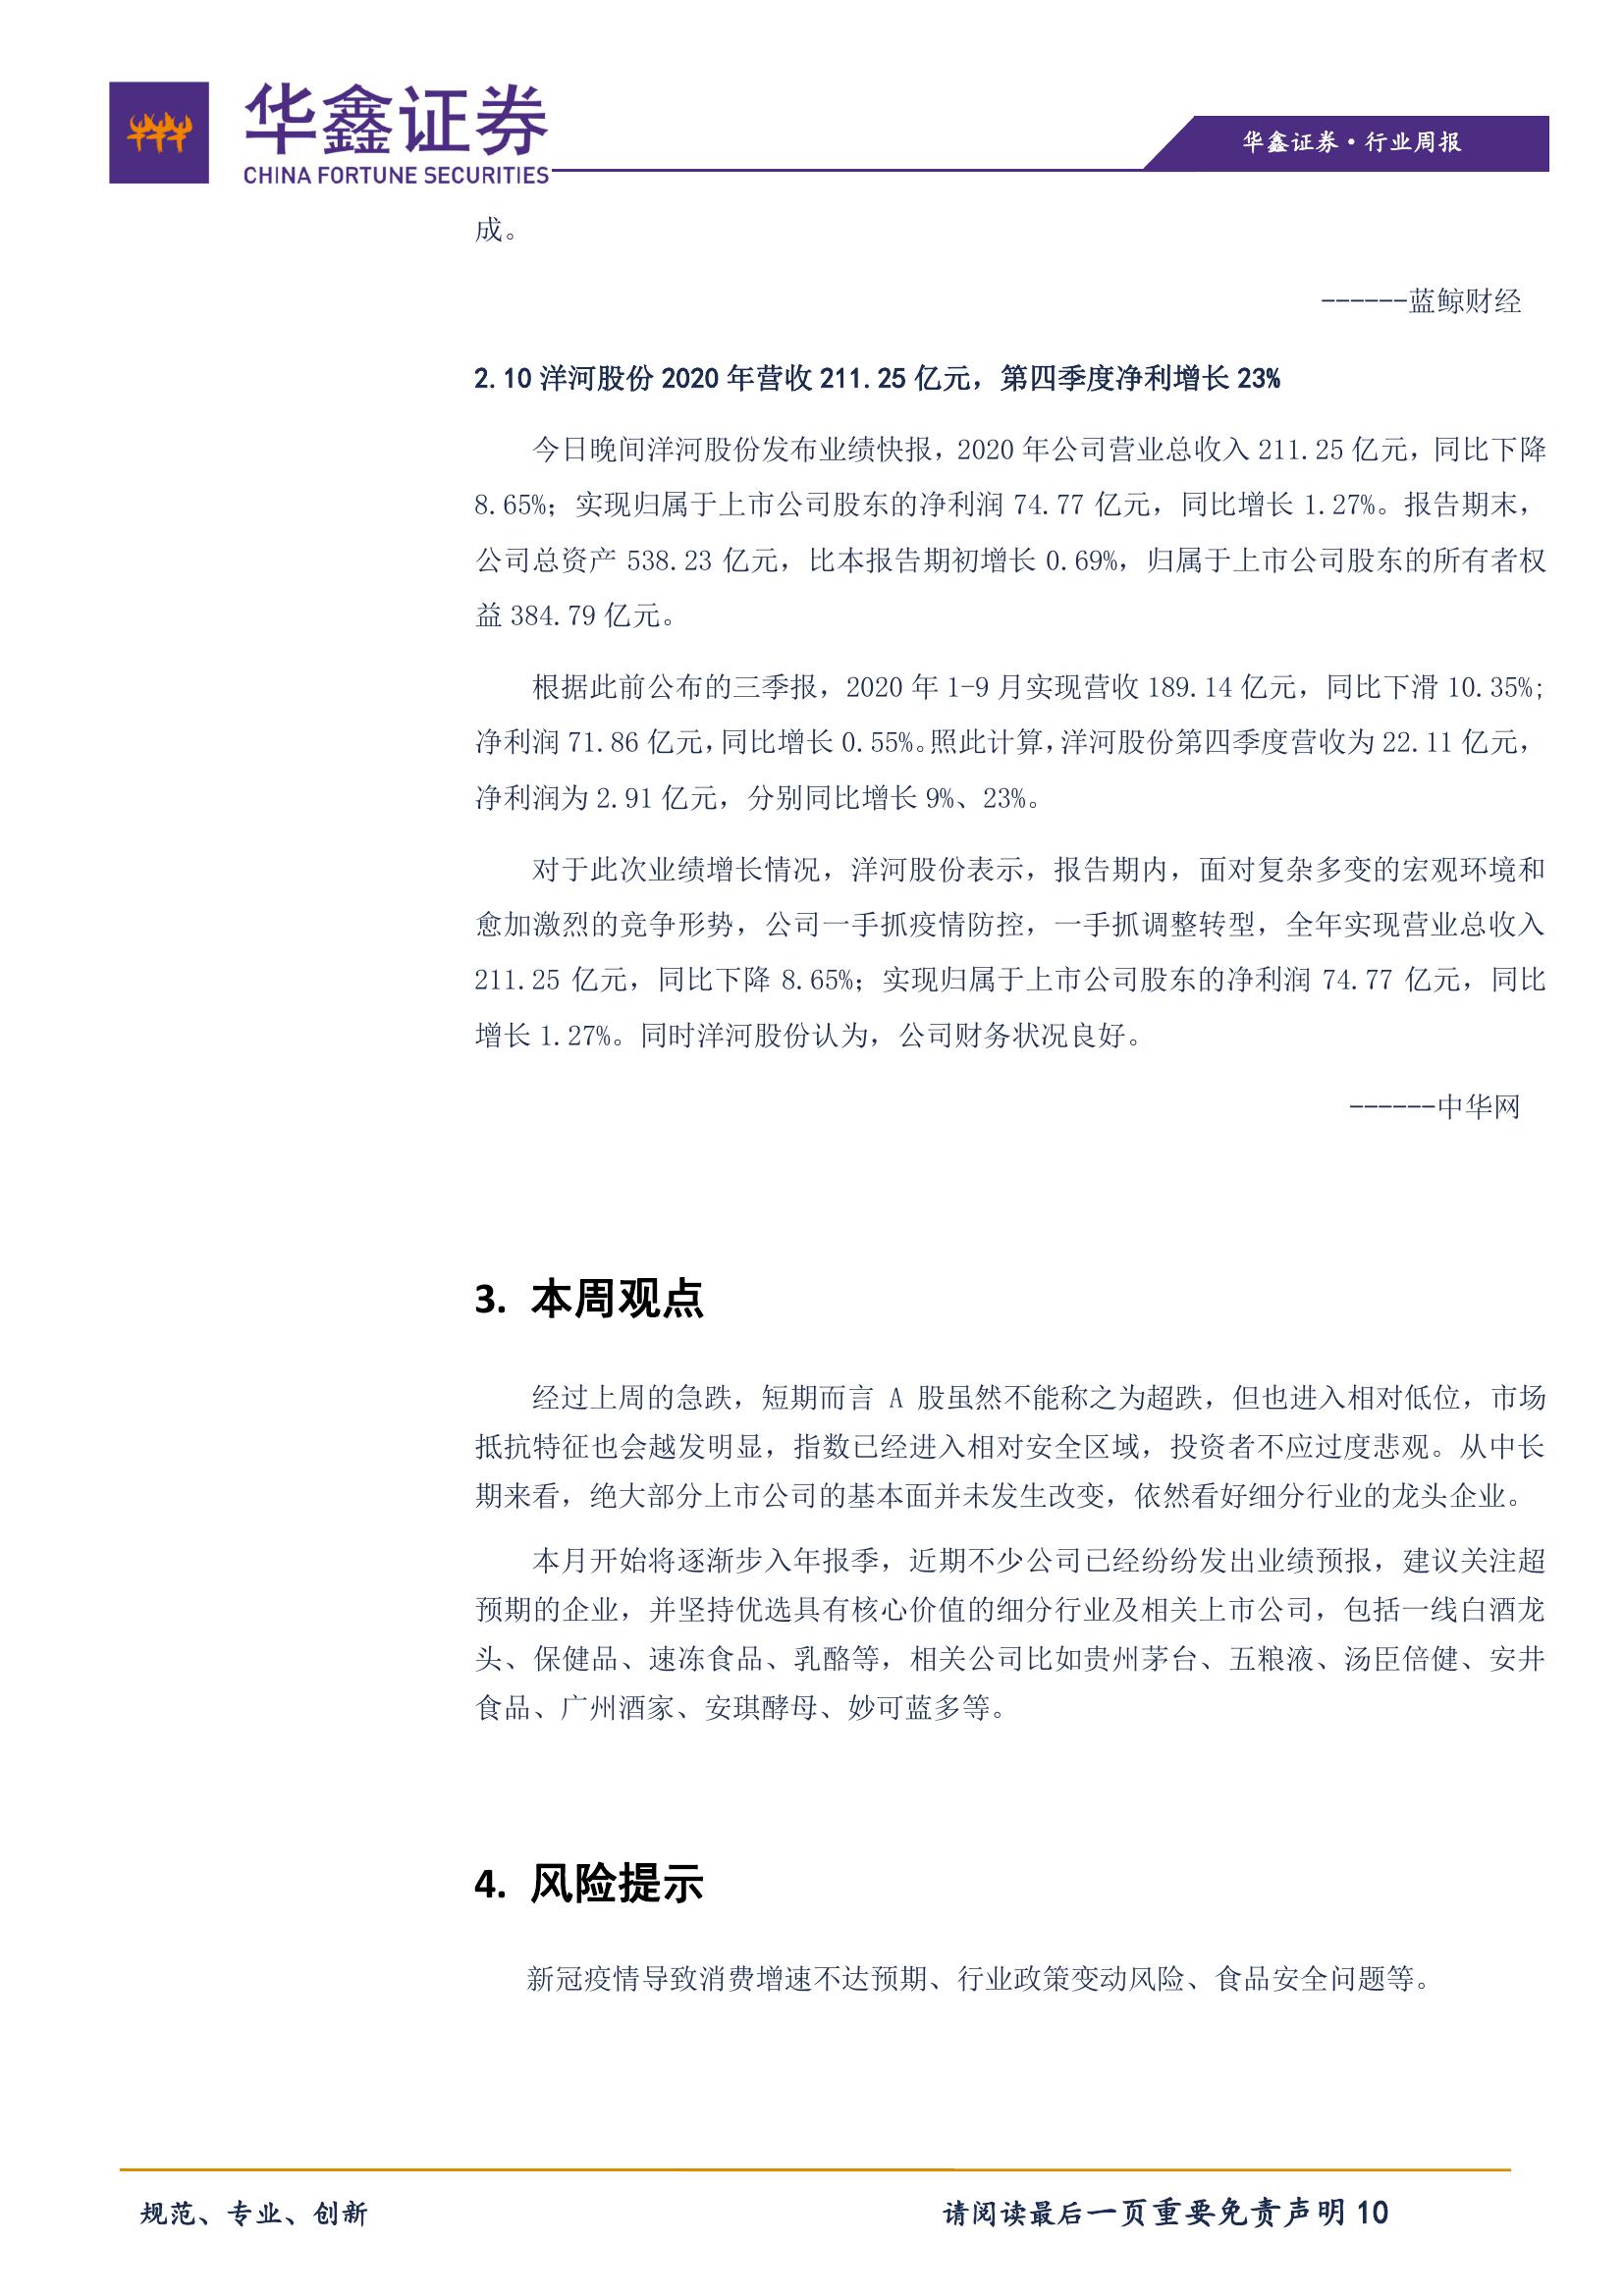 华鑫证券
CHINA FORTUNE SECURITIES
华鑫证券·行业周报
成。
------蓝鲸财经
2.10 洋河股份 2020 年营收 211.25 亿元，第四季度净利增长 23%
今日晚间洋河股份发布业绩快报，2020 年公司营业总收入 211.25 亿元，同比下降
8.65%；实现归属于上市公司股东的净利润 74.77 亿元，同比增长 1.27%。报告期末，
公司总资产 538.23 亿元，比本报告期初增长 0.69%，归属于上市公司股东的所有者权
益 384.79 亿元。
根据此前公布的三季报，2020 年 1-9 月实现营收 189.14 亿元，同比下滑 10.35%;
净利润 71.86 亿元，同比增长 0.55%。照此计算，洋河股份第四季度营收为 22.11 亿元，
净利润为 2.91 亿元，分别同比增长 9%、23%。
对于此次业绩增长情况，洋河股份表示，报告期内，面对复杂多变的宏观环境和
愈加激烈的竞争形势，公司一手抓疫情防控，一手抓调整转型，全年实现营业总收入
211.25 亿元，同比下降 8.65%；实现归属于上市公司股东的净利润 74.77 亿元，同比
增长 1.27%。同时洋河股份认为，公司财务状况良好。
------中华网
3. 本周观点
经过上周的急跌，短期而言 A 股虽然不能称之为超跌，但也进入相对低位，市场
抵抗特征也会越发明显，指数已经进入相对安全区域，投资者不应过度悲观。从中长
期来看，绝大部分上市公司的基本面并未发生改变，依然看好细分行业的龙头企业。
本月开始将逐渐步入年报季，近期不少公司已经纷纷发出业绩预报，建议关注超
预期的企业，并坚持优选具有核心价值的细分行业及相关上市公司，包括一线白酒龙
头、保健品、速冻食品、乳酪等，相关公司比如贵州茅台、五粮液、汤臣倍健、安井
食品、广州酒家、安琪酵母、妙可蓝多等。
4. 风险提示
新冠疫情导致消费增速不达预期、行业政策变动风险、食品安全问题等。
规范、专业、创新
请阅读最后一页重要免责声明 10